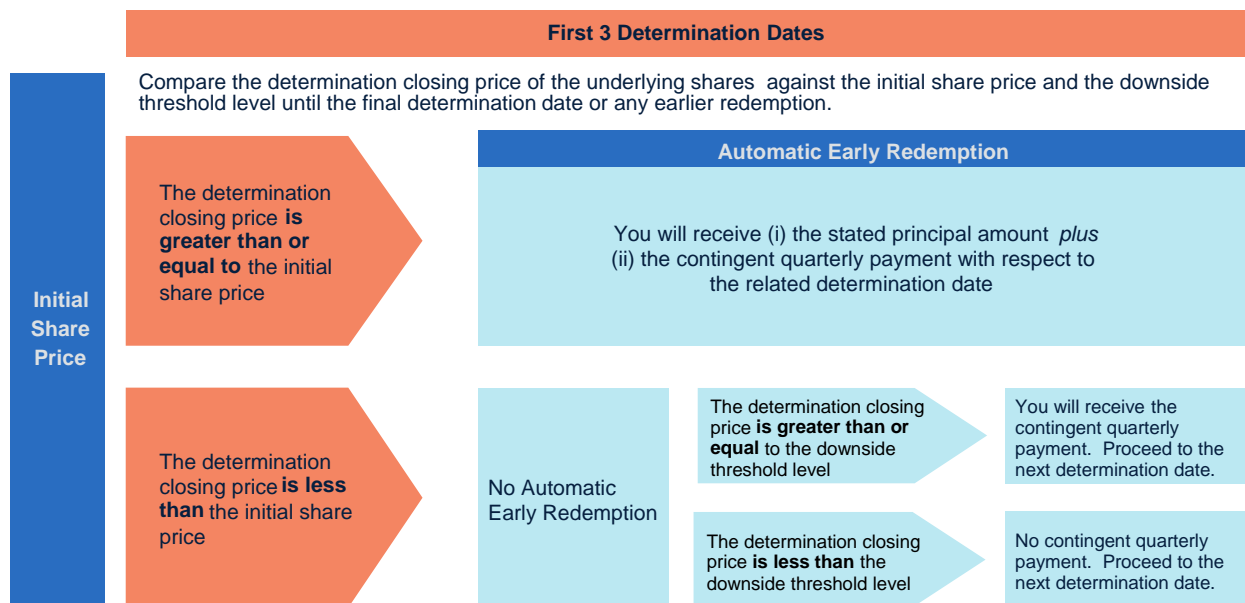 First 3 Determination Dates
Compare the determination closing price of the underlying shares against the initial share price and the downside
threshold level until the final determination date or any earlier redemption.
Initial
Share
Price
The determination
closing price is
greater than or
equal to the initial
share price
Automatic Early Redemption
You will receive (i) the stated principal amount plus
(ii) the contingent quarterly payment with respect to
the related determination date
The determination
closing price is less
than the initial share
price
No Automatic
Early Redemption
The determination closing
price is greater than or
equal to the downside
threshold level
You will receive the
contingent quarterly
payment. Proceed to the
next determination date.
The determination closing
price is less than the
downside threshold level
No contingent quarterly
payment. Proceed to the
next determination date.